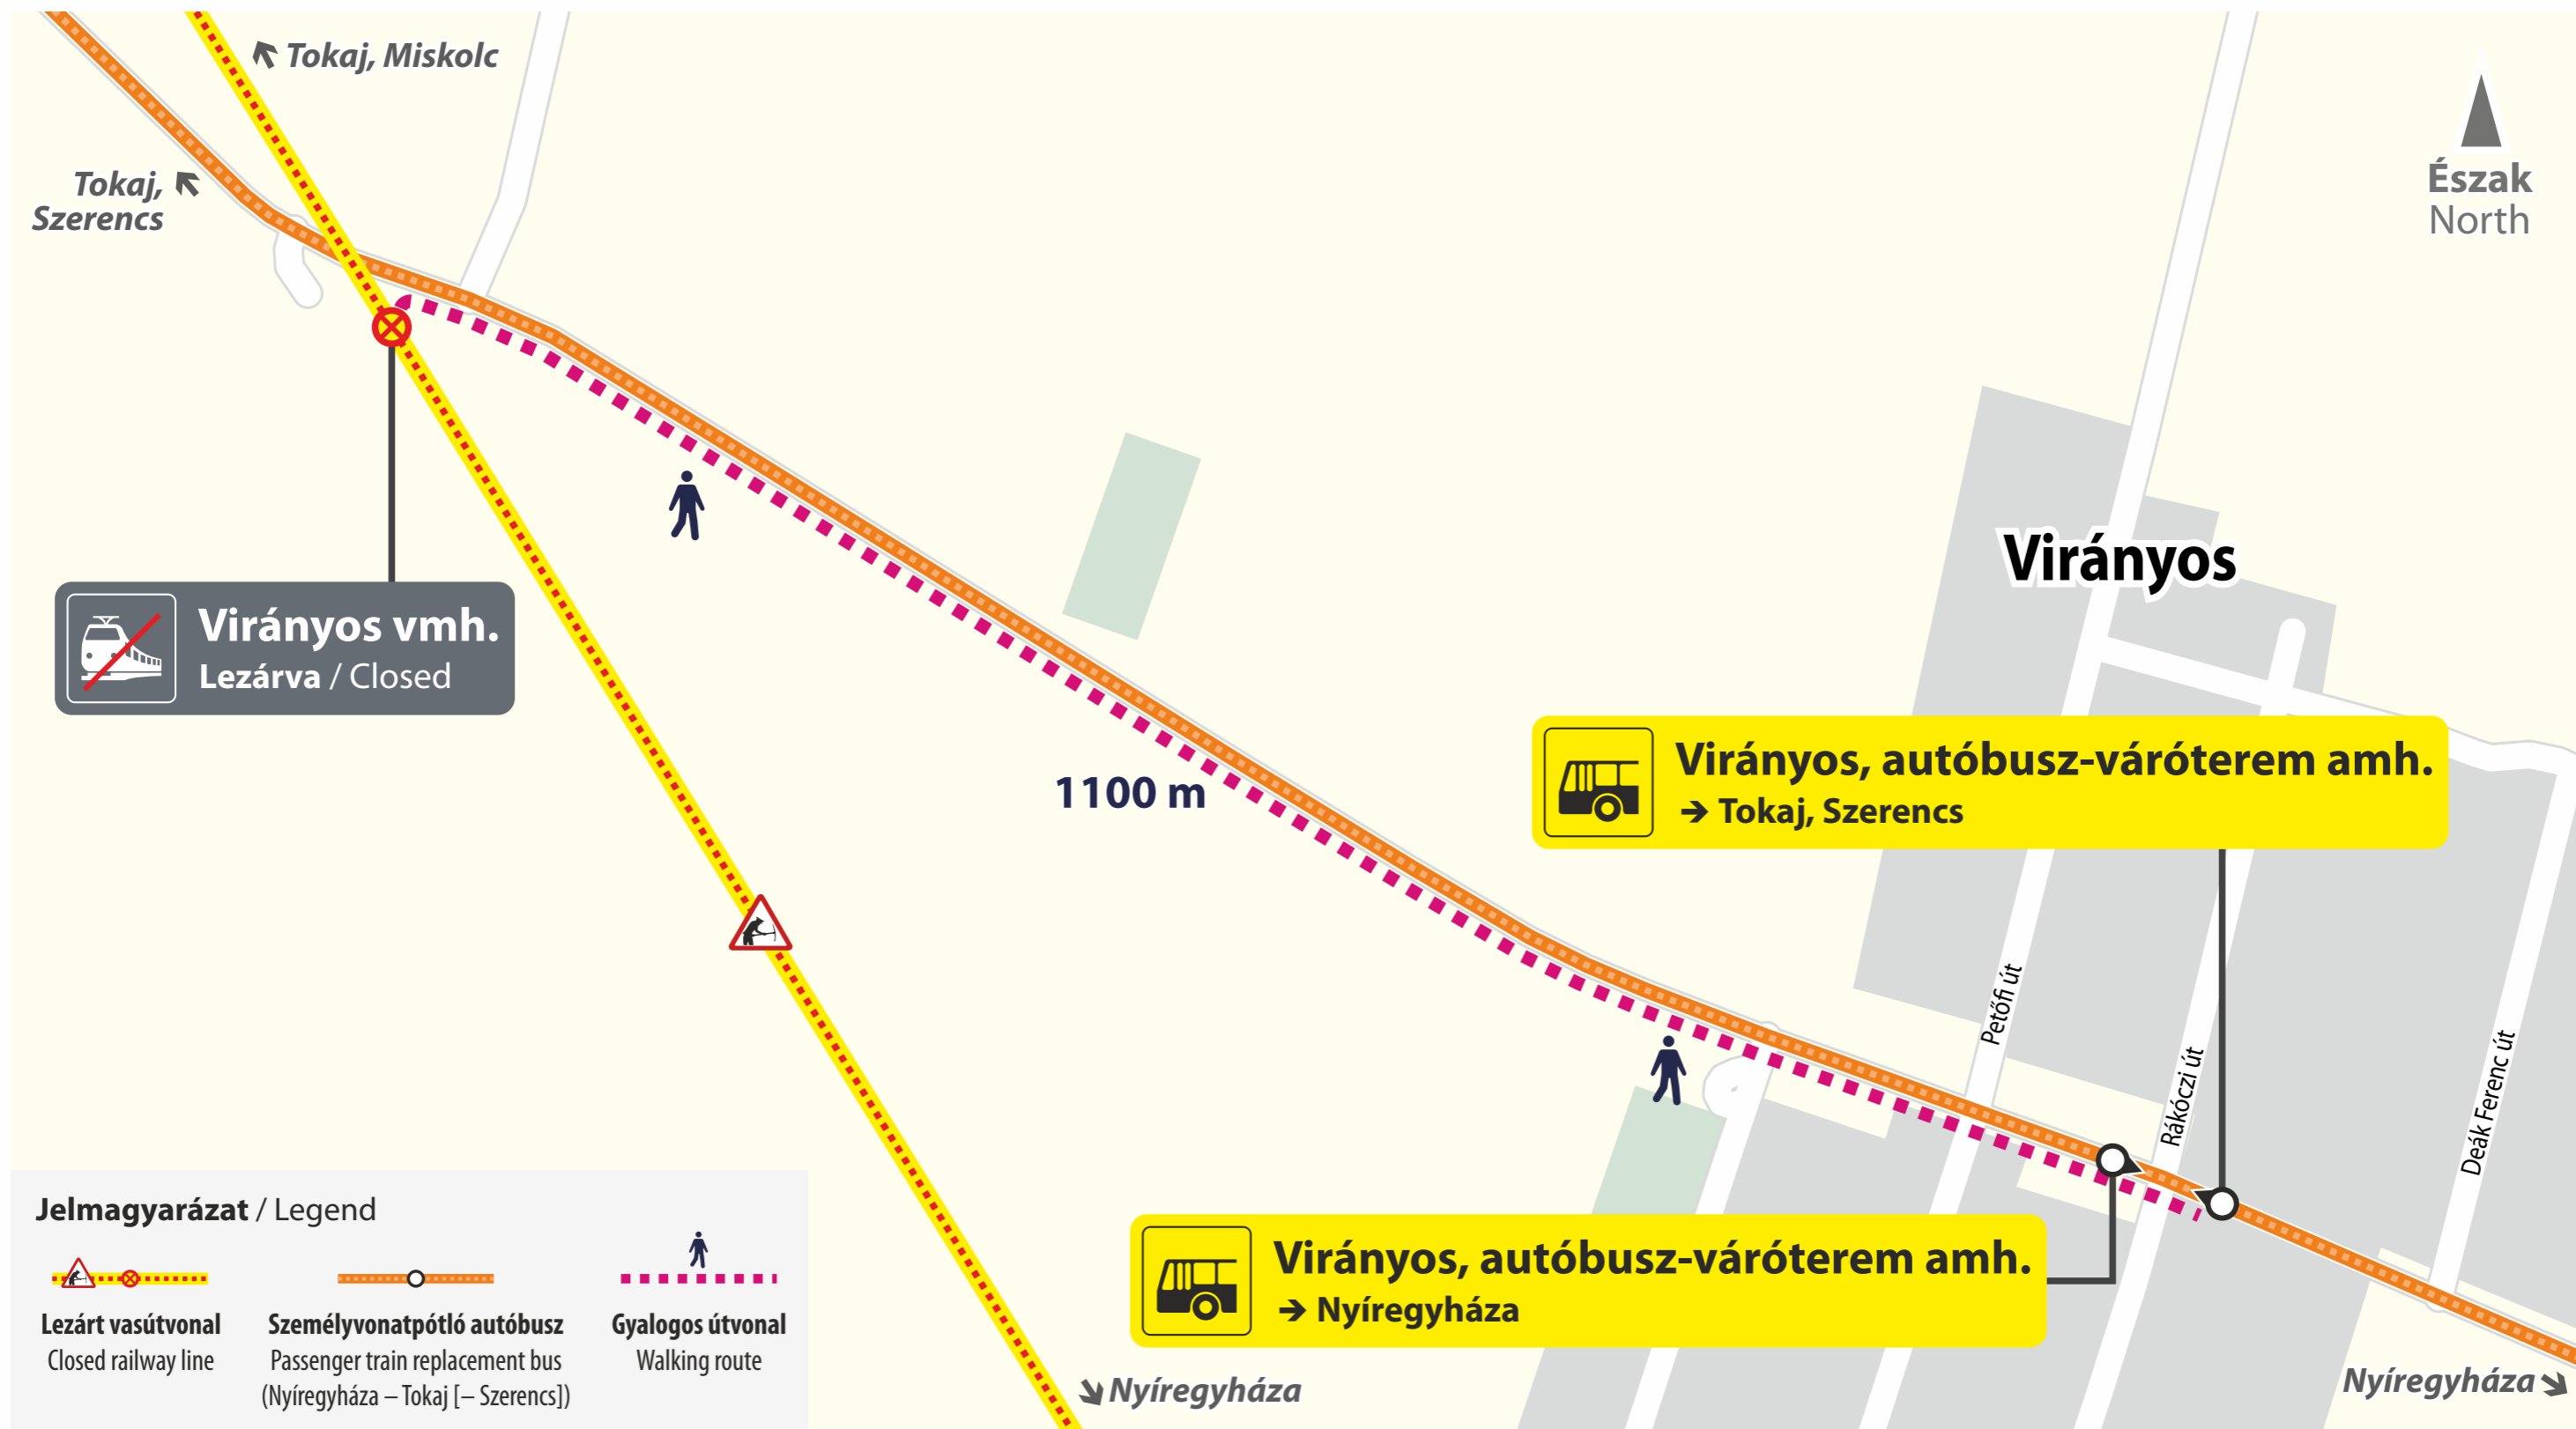 Tokaj, Miskolc
Tokaj,
Szerencs
Észak
North
Virányos
Virányos vmh.
Lezárva / Closed
1100 m
Virányos, autóbusz-váróterem amh.
➔ Tokaj, Szerencs
Petőfi út
Rákóczi út
Deák Ferenc út
Virányos, autóbusz-váróterem amh.
➔ Nyíregyháza
Nyíregyháza
Nyíregyháza
Jelmagyarázat / Legend
Lezárt vasútvonal
Closed railway line
Személyvonatpótló autóbusz
Passenger train replacement bus
(Nyíregyháza – Tokaj [– Szerencs])
Gyalogos útvonal
Walking route